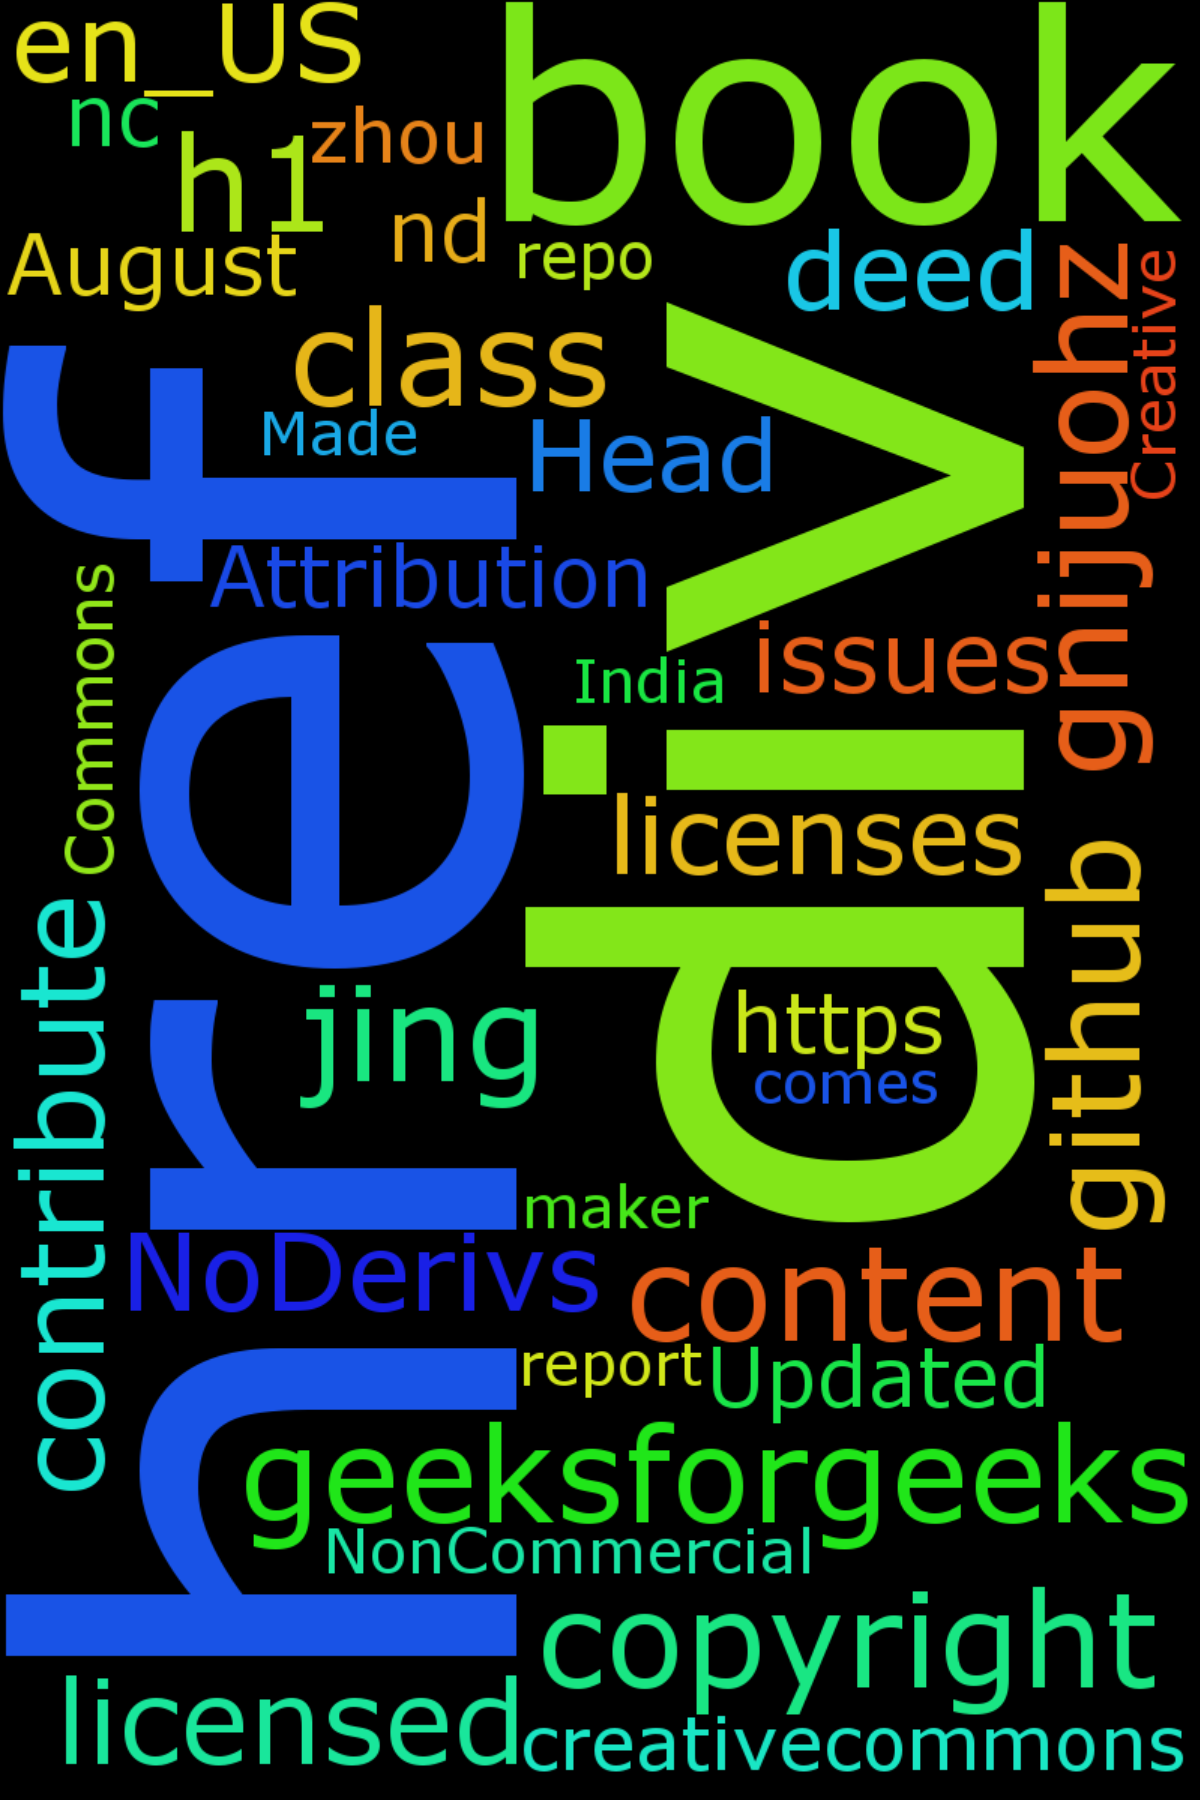 en_US
book
nc
zhou
h1
nd
repo
August
deed
gnijuohz
Creative
class
href
div
Made
Head
Attribution
Commons
issues
India
licenses
github
contribute
jing
https
comes
maker
NoDerivs
content
report
Updated
geeksforgeeks
NonCommercial
copyright
licensed
creativecommons